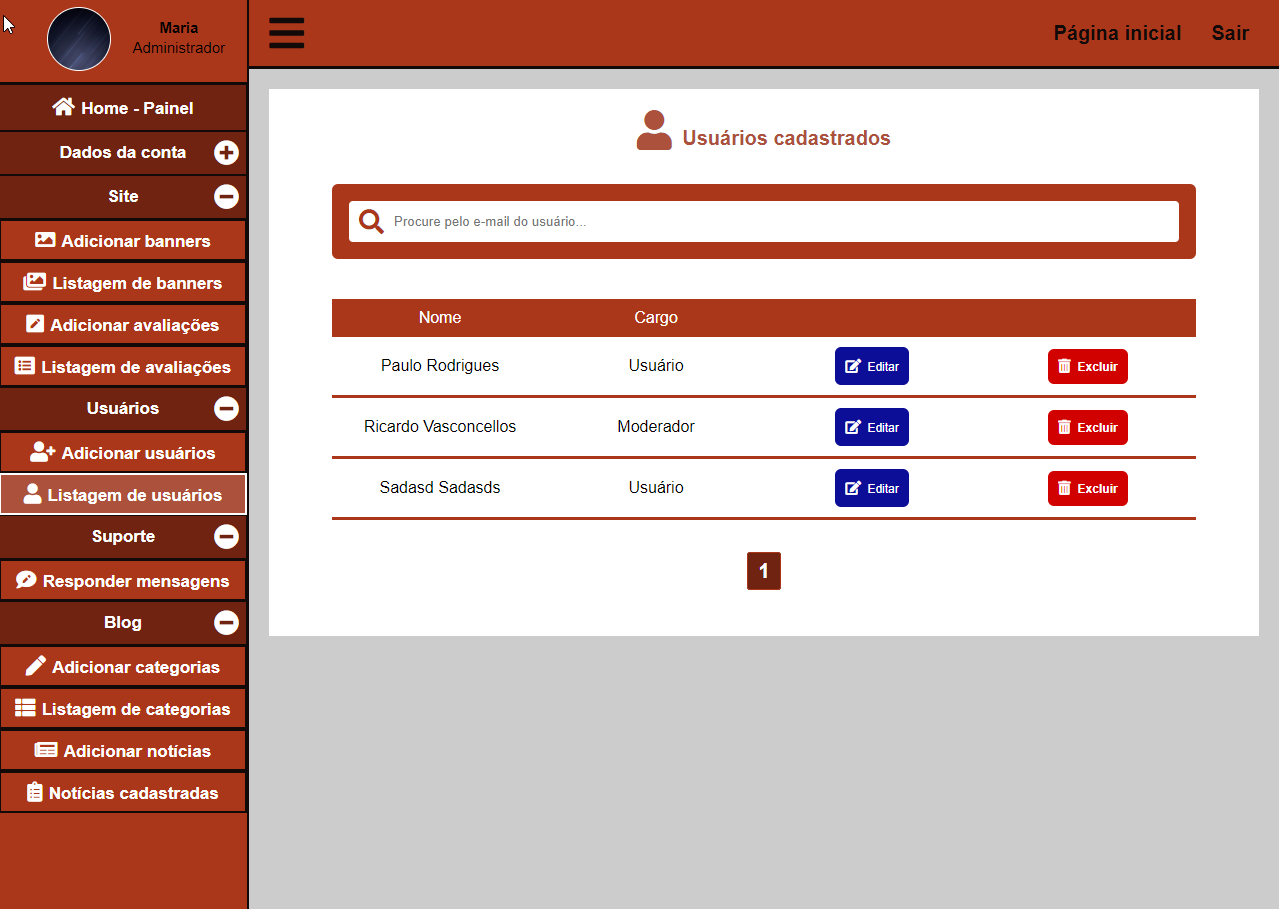 Maria
Administrador
Página inicial
Sair
Home - Painel
Dados da conta
Site
Adicionar banners
Listagem de banners
Adicionar avaliações
Listagem de avaliações
Usuários
Adicionar usuários
Listagem de usuários
Suporte
Responder mensagens
Blog
Adicionar categorias
Listagem de categorias
Adicionar notícias
Notícias cadastradas
Usuários cadastrados
Procure pelo e-mail do usuário...
Nome Cargo
Paulo Rodrigues Usuário Editar Excluir
Ricardo Vasconcellos Moderador Editar Excluir
Sadasd Sadasds Usuário Editar Excluir
1